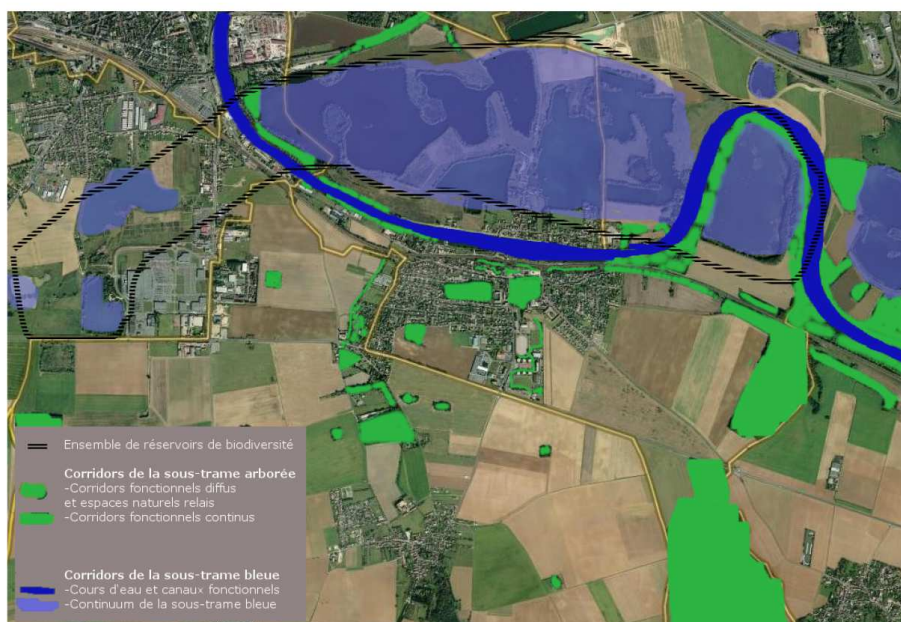 Ensemble de réservoirs de biodiversité
Corridors de la sous-trame arborée
-Corridors fonctionnels diffus
et espaces naturels relais
-Corridors fonctionnels continus
Corridors de la sous-trame bleue
-Cours d'eau et canaux fonctionnels
-Continuum de la sous-trame bleue